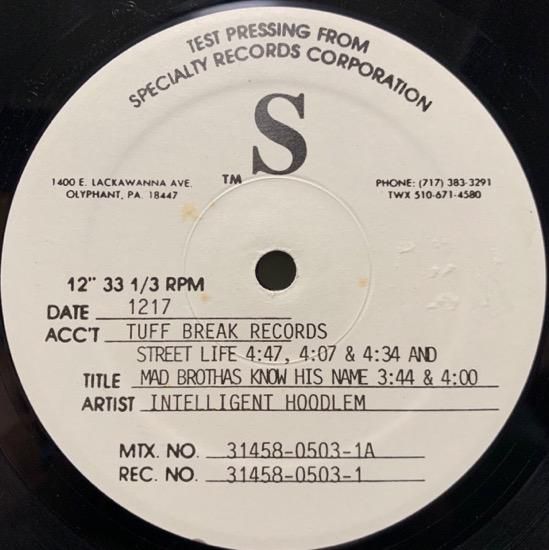 TEST PRESSING FROM
SPECIALTY RECORDS CORPORATION
S
TM
1400 E. LACKAWANNA AVE.
OLYPHANT, PA. 18447
PHONE: (717) 383-3291
TWX 510-671-4580
12" 33 1/3 RPM
DATE 1217
ACC'T TUFF BREAK RECORDS
STREET LIFE 4:47, 4:07 & 4:34 AND
TITLE MAD BROTHAS KNOW HIS NAME 3:44 & 4:00
ARTIST INTELLIGENT HOODLEM
MTX. NO. 31458-0503-1A
REC. NO. 31458-0503-1